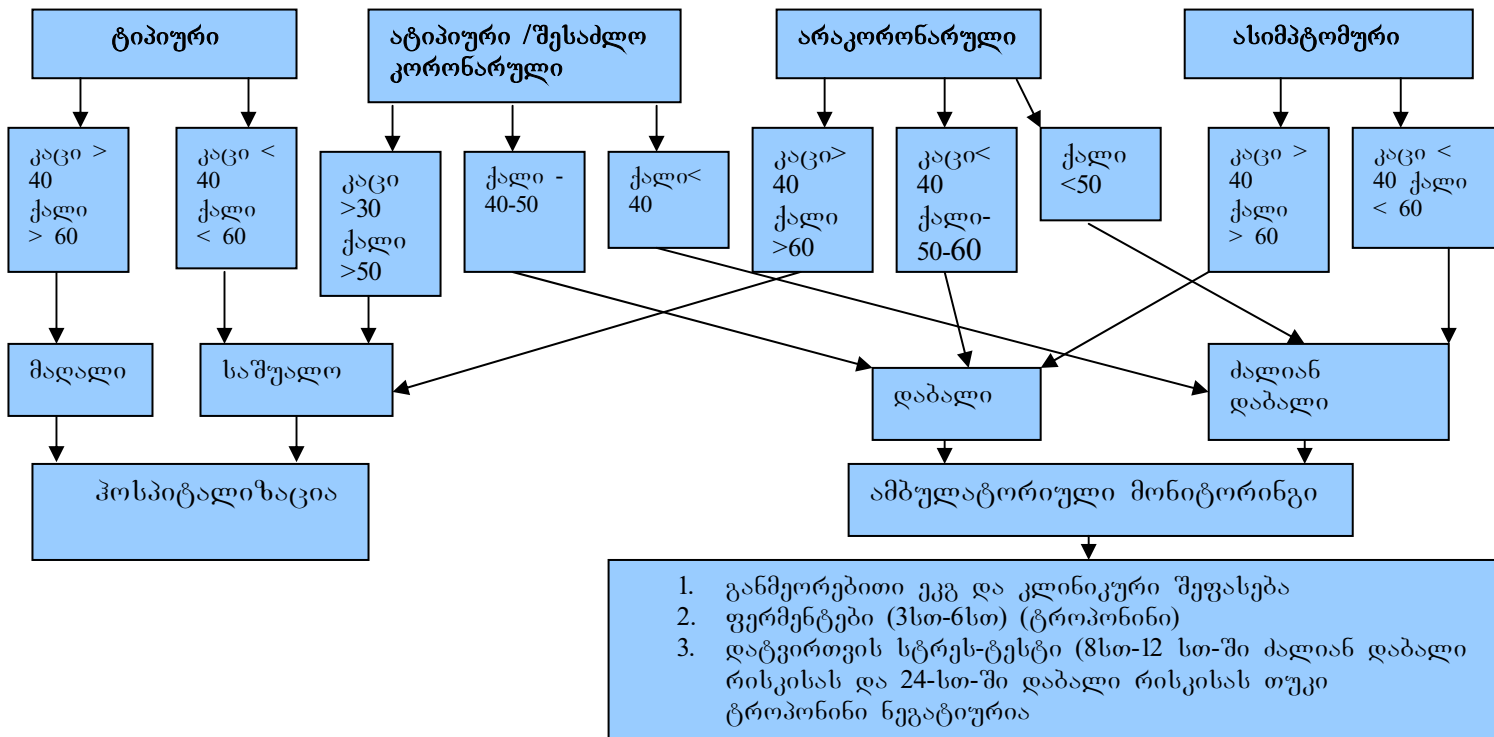 ტიპიური
ატიპიური /შესაძლო
კორონარული
არაკორონარული
ასიმპტომური
კაცი >
40
ქალი
> 60
კაცი <
40
ქალი
< 60
კაცი
>30
ქალი
>50
ქალი -
40-50
ქალი<
40
კაცი>
40
ქალი
>60
კაცი<
40
ქალი-
50-60
ქალი
<50
კაცი >
40
ქალი
> 60
კაცი <
40 ქალი
< 60
მაღალი
საშუალო
დაბალი
ძალიან
დაბალი
ჰოსპიტალიზაცია
ამბულატორიული მონიტორინგი
1. განმეორებითი ეკგ და კლინიკური შეფასება
2. ფერმენტები (3სთ-6სთ) (ტროპონინი)
3. დატვირთვის სტრეს-ტესტი (8სთ-12 სთ-ში ძალიან დაბალი
რისკისას და 24-სთ-ში დაბალი რისკისას თუკი
ტროპონინი ნეგატიურია